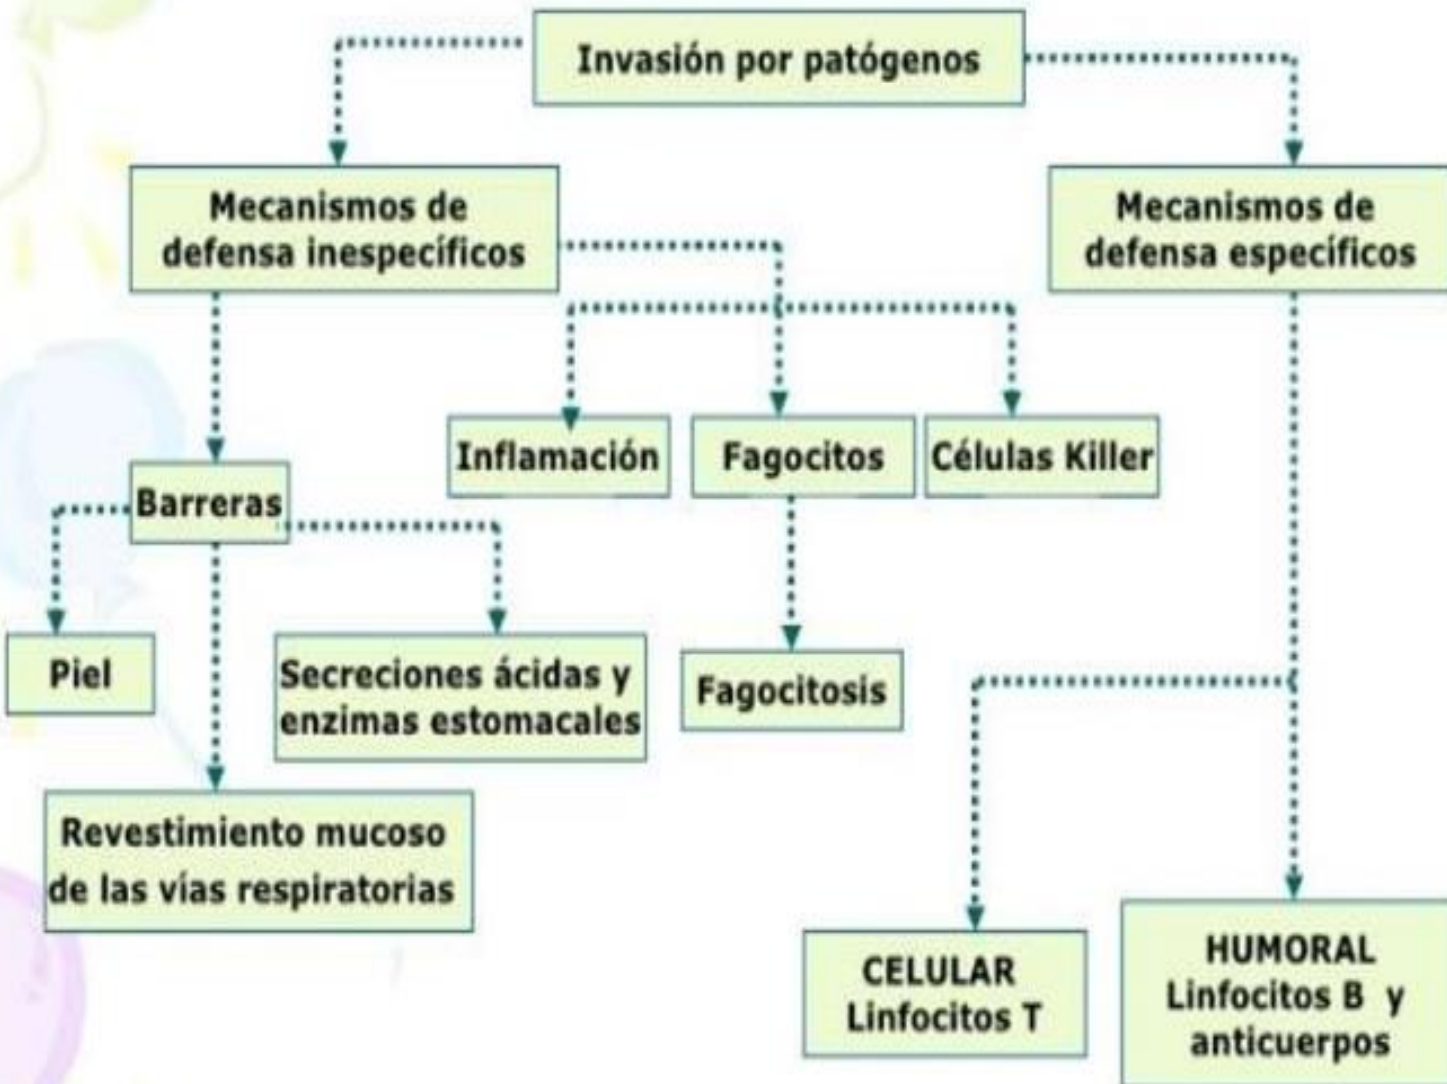 Invasión por patógenos
Mecanismos de
defensa inespecíficos
Mecanismos de
defensa específicos
Inflamación
Fagocitos
Células Killer
Barreras
Piel
Secreciones ácidas y
enzimas estomacales
Fagocitosis
Revestimiento mucoso
de las vías respiratorias
CELULAR
Linfocitos T
HUMORAL
Linfocitos B y
anticuerpos